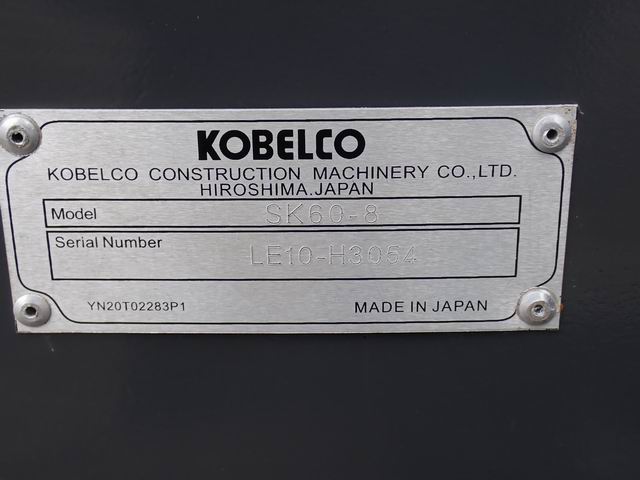 KOBELCO
KOBELCO CONSTRUCTION MACHINERY CO.,LTD.
HIROSHIMA.JAPAN
Model SK60-8
Serial Number LE10-H3054
YN20T02283P1 MADE IN JAPAN